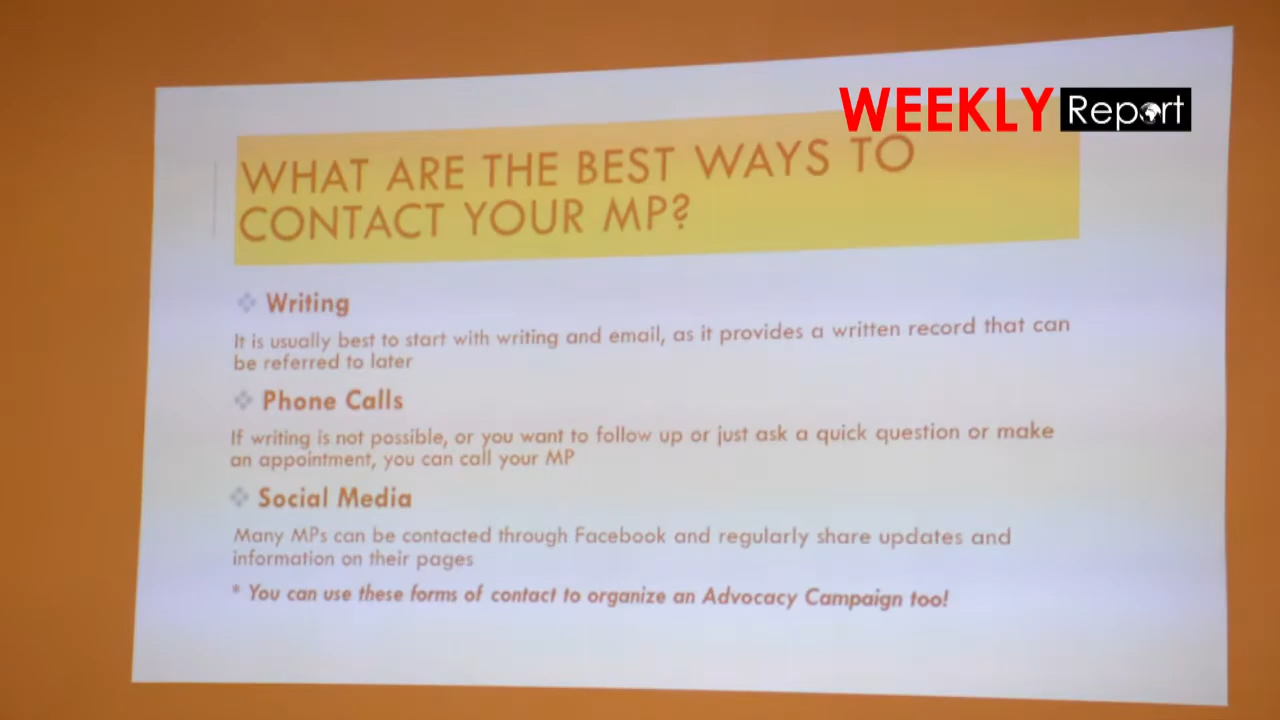 WEEKLY Report
WHAT ARE THE BEST WAYS TO
CONTACT YOUR MP?
Writing
It is usually best to start with writing and email, as it provides a written record that can
be referred to later
Phone Calls
If writing is not possible, or you want to follow up or just ask a quick question or make
an appointment, you can call your MP
Social Media
Many MPs can be contacted through Facebook and regularly share updates and
information on their pages
* You can use these forms of contact to organize an Advocacy Campaign too!